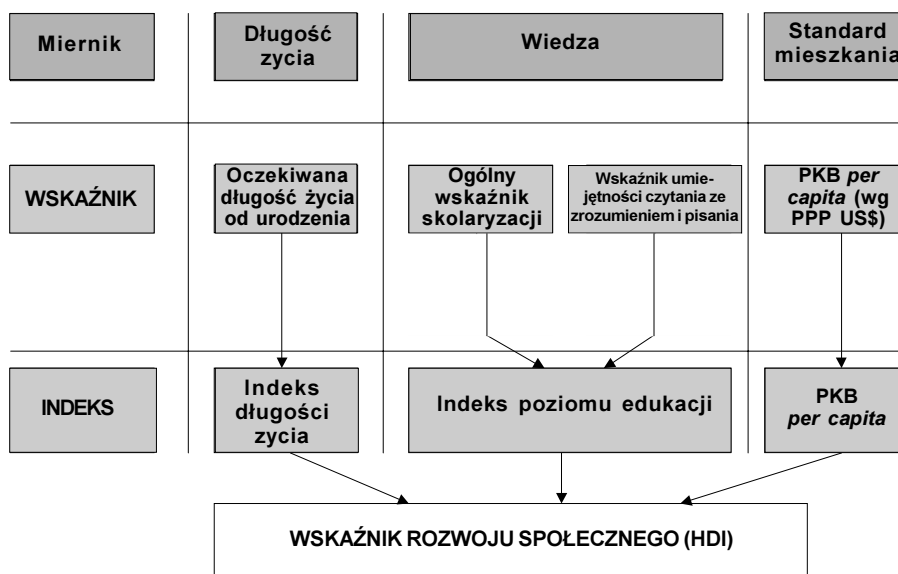 Miernik
Długość
zycia
Wiedza
Standard
mieszkania
WSKAŹNIK
Oczekiwana
długość życia
od urodzenia
Ogólny
wskaźnik
skolaryzacji
Wskaźnik umie-
jętności czytania ze
zrozumieniem i pisania
PKB per
capita (wg
PPP US$)
INDEKS
Indeks
długości
zycia
Indeks poziomu edukacji
PKB
per capita
WSKAŹNIK ROZWOJU SPOŁECZNEGO (HDI)